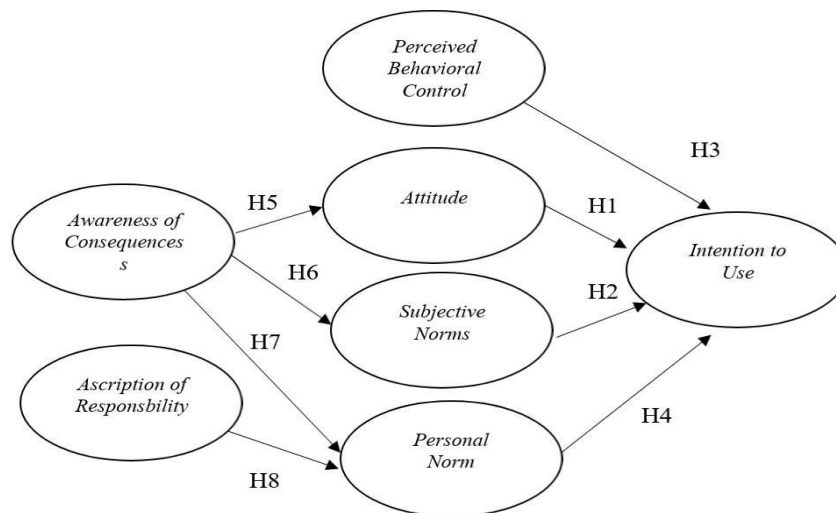 Perceived
Behavioral
Control
H3
H5
Attitude
H1
Awareness of
Consequences
s
Intention to
Use
H6
H2
Subjective
Norms
H7
Ascription of
Responsbility
H4
Personal
Norm
H8